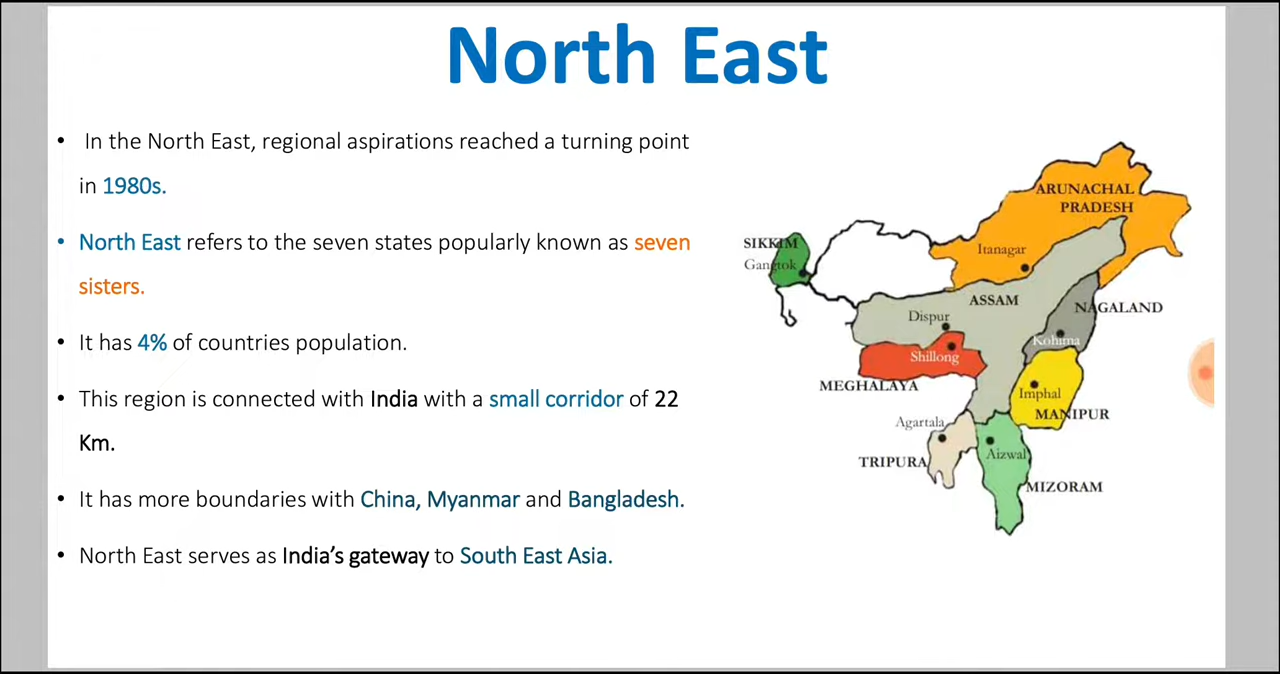 North East
• In the North East, regional aspirations reached a turning point
in 1980s.
• North East refers to the seven states popularly known as seven
sisters.
• It has 4% of countries population.
• This region is connected with India with a small corridor of 22
Km.
• It has more boundaries with China, Myanmar and Bangladesh.
• North East serves as India's gateway to South East Asia.
ARUNACHAL
PRADESH
SIKKIM
Gangtok
Itanagar
ASSAM
NAGALAND
Dispur
Kohima
Shillong
MEGHALAYA
Imphal
MANIPUR
Agartala
Aizwal
TRIPURA
MIZORAM